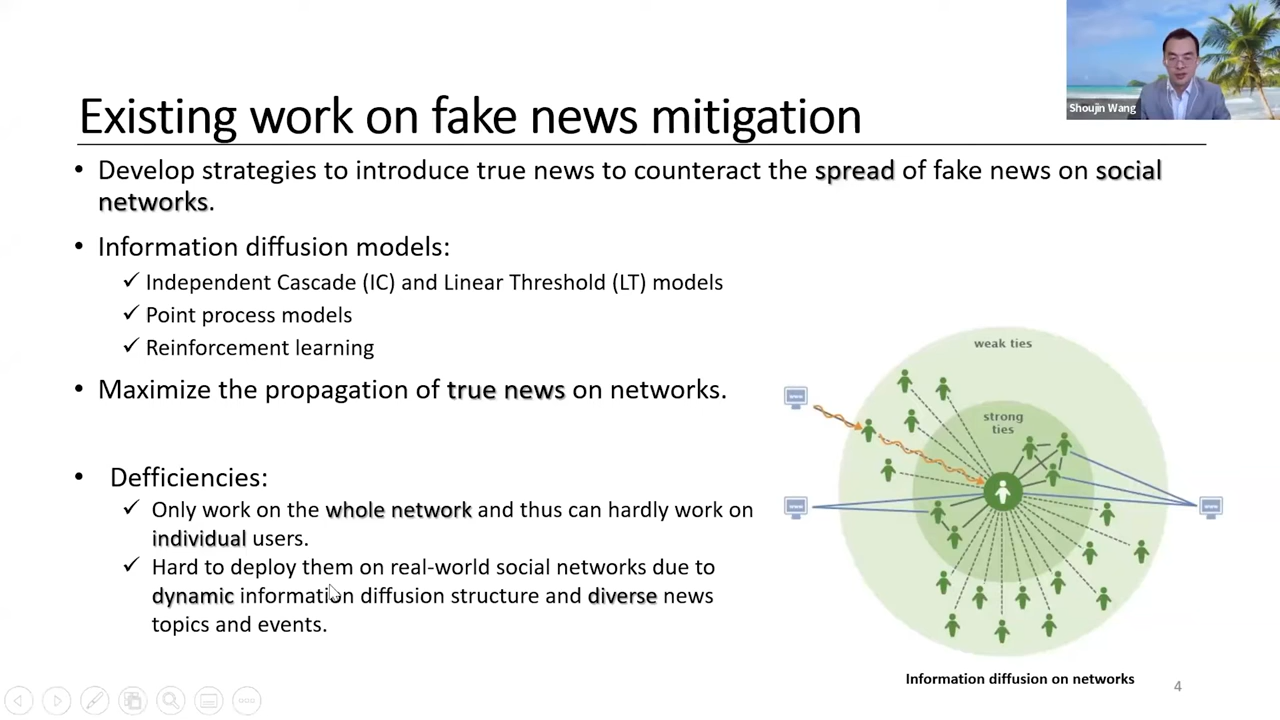 Shoujin Wang
Existing work on fake news mitigation
• Develop strategies to introduce true news to counteract the spread of fake news on social
networks.
• Information diffusion models:
✓ Independent Cascade (IC) and Linear Threshold (LT) models
✓ Point process models
✓ Reinforcement learning
• Maximize the propagation of true news on networks.
• Defficiencies:
✓ Only work on the whole network and thus can hardly work on
individual users.
✓ Hard to deploy them on real-world social networks due to
dynamic information diffusion structure and diverse news
topics and events.
weak ties
strong
ties
www
www
www
Information diffusion on networks
4